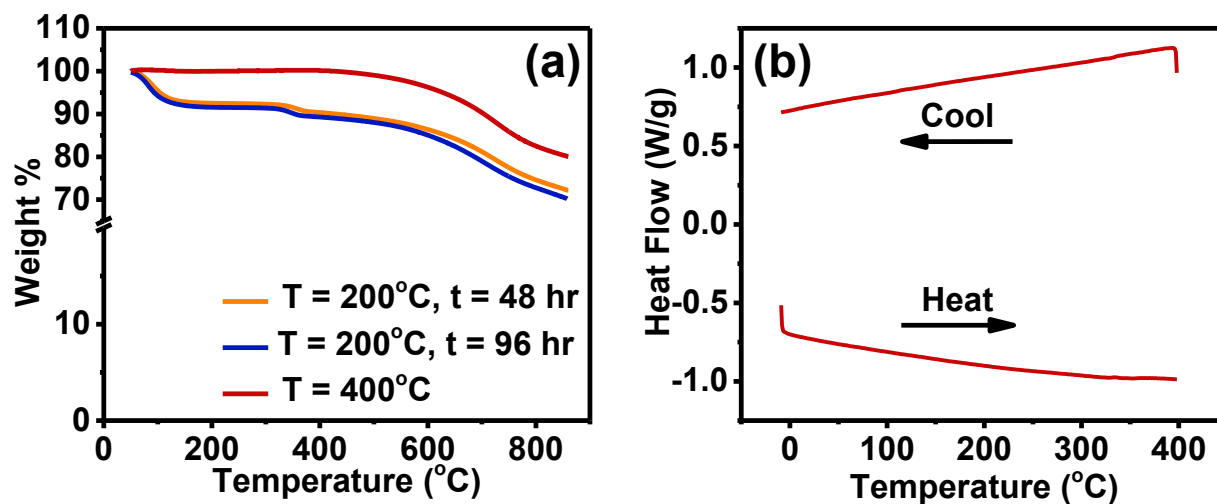 (a)
110
100
90
80
70
10
0
Weight %
T = 200°C, t = 48 hr
T = 200°C, t = 96 hr
T = 400°C
0 200 400 600 800
Temperature (°C)
(b)
1.0
0.5
0.0
-0.5
-1.0
Heat Flow (W/g)
Cool
Heat
0 100 200 300 400
Temperature (°C)